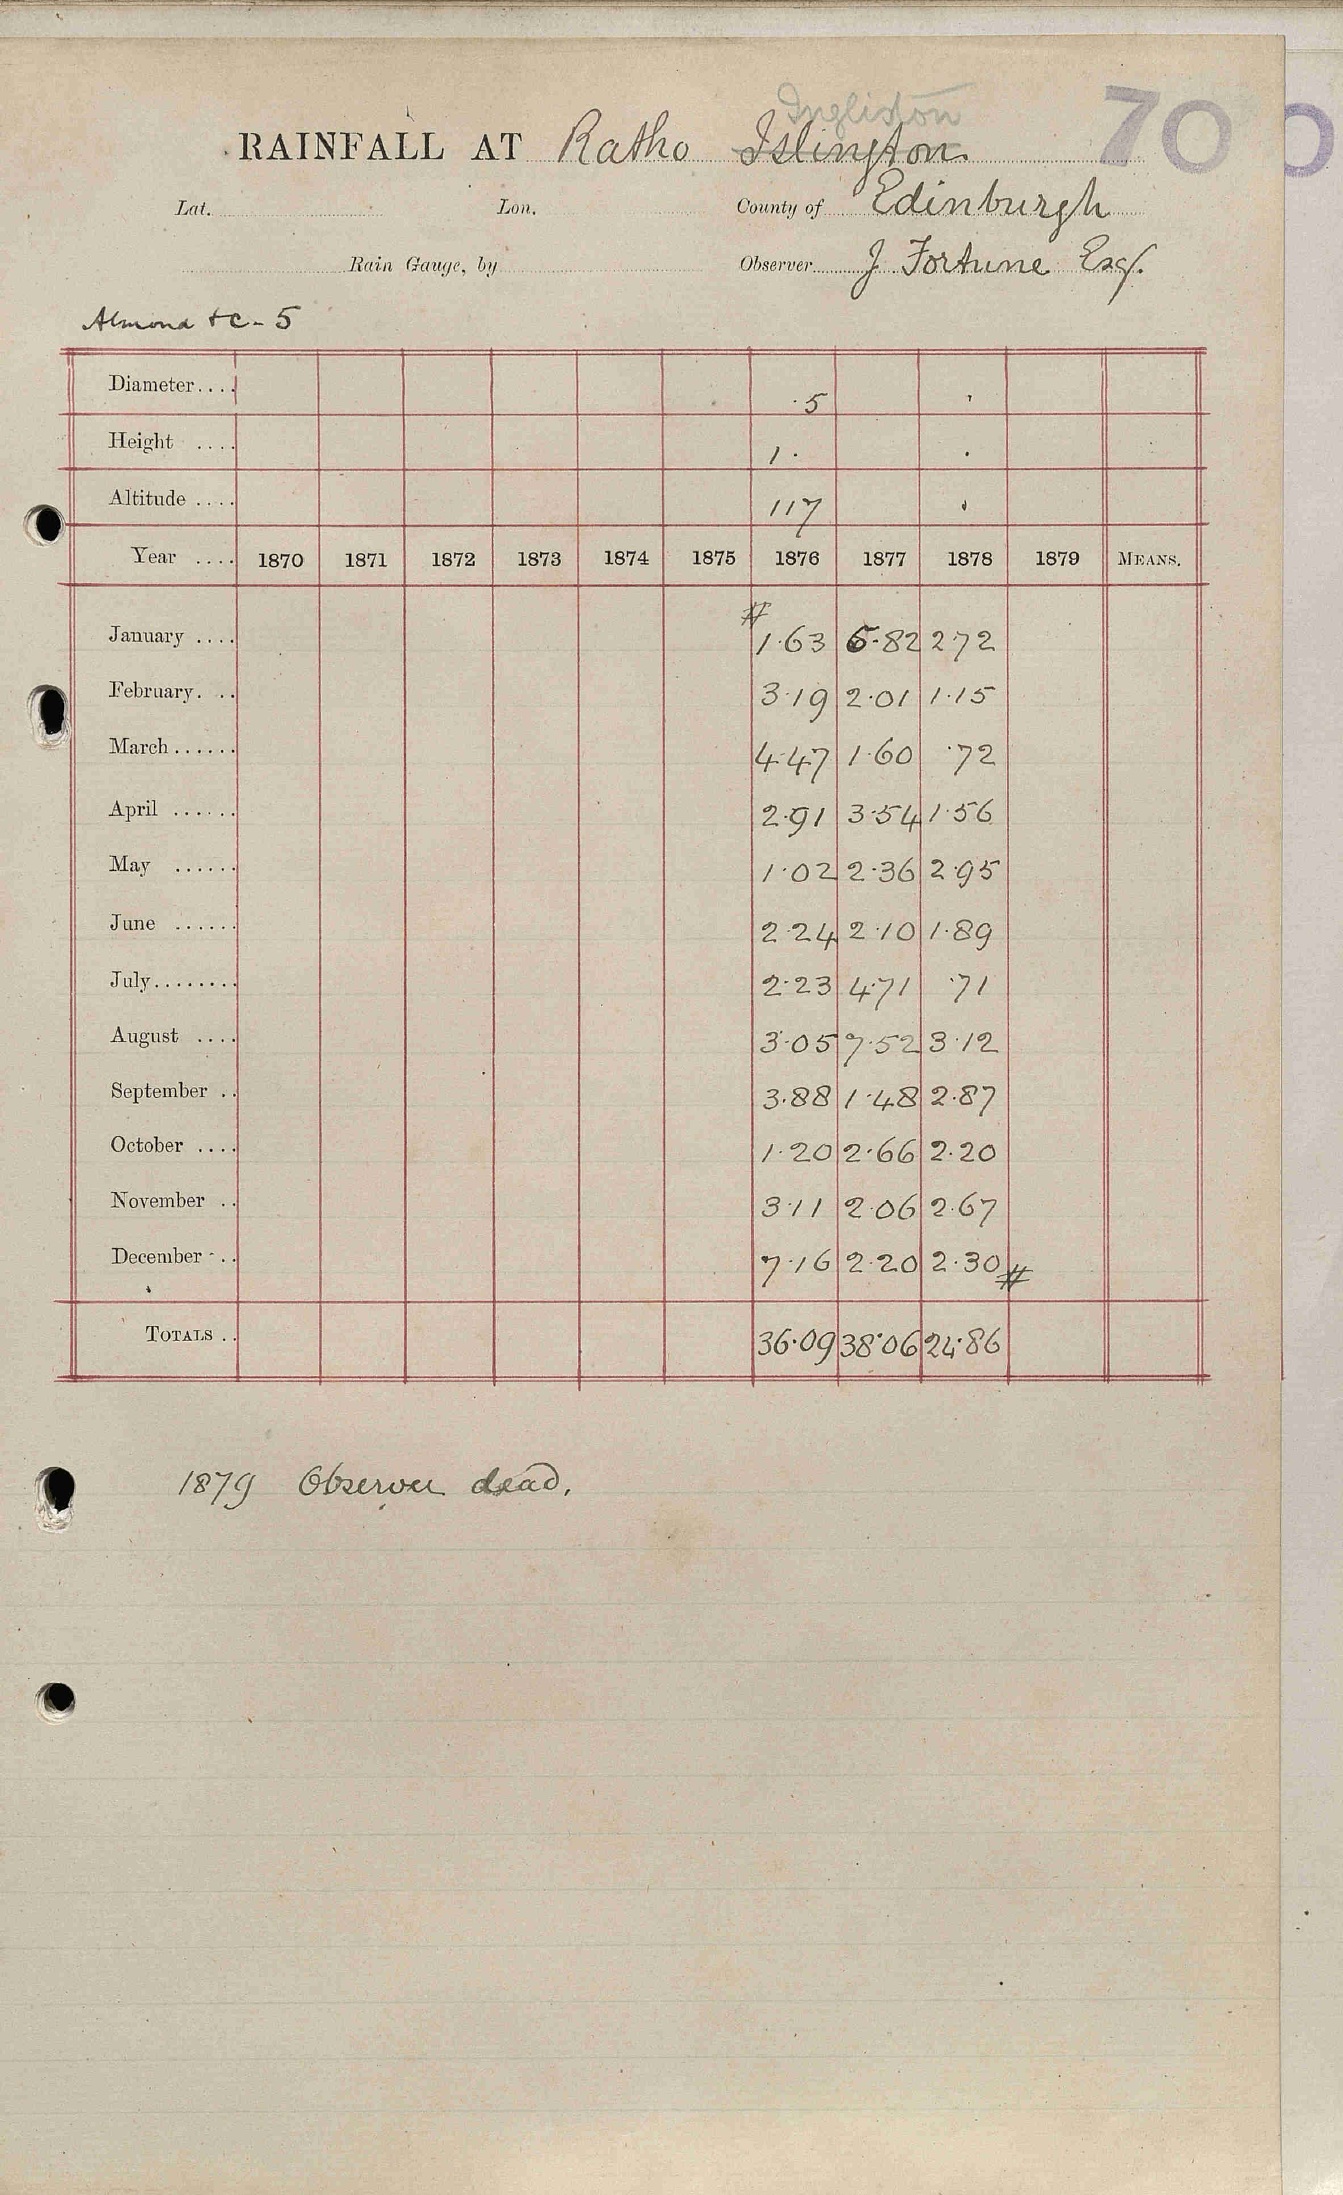 Ingliston
RAINFALL AT Ratho Islington 70
Lat. Lon. County of Edinburgh
Rain Gauge, by Observer J Fortune Esq.
Almond &c - 5
Diameter.... ·5
Height .... 1·
Altitude .... 117
Year .... 1870 1871 1872 1873 1874 1875 1876 1877 1878 1879 MEANS.
#
January .... 1·63 5·82 2·72
February. .. 3·19 2·01 1·15
March...... 4·47 1·60 ·72
April ...... 2·91 3·54 1·56
May ...... 1·02 2·36 2·95
June ...... 2·24 2·10 1·89
July........ 2·23 4·71 ·71
August .... 3·05 7·52 3·12
September .. 3·88 1·48 2·87
October .... 1·20 2·66 2·20
November .. 3·11 2·06 2·67
December .. 7·16 2·20 2·30 #
TOTALS .. 36·09 38·06 24·86
1879 Observer dead.